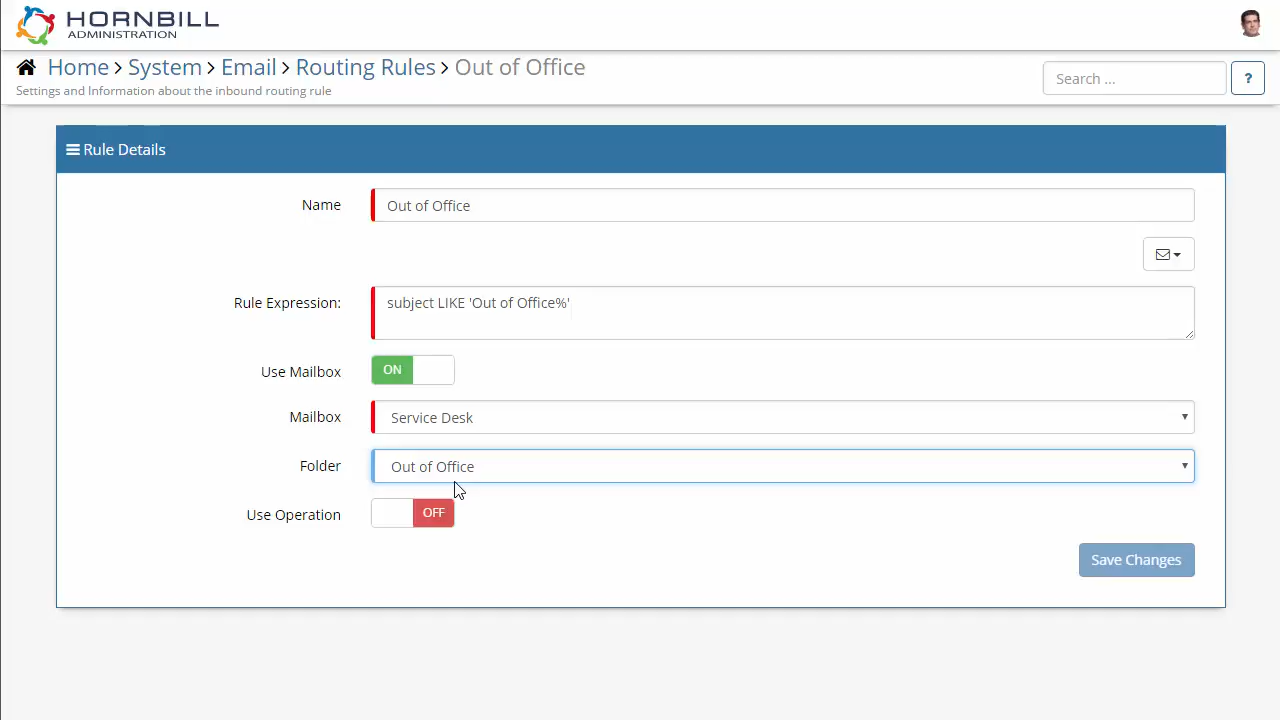 HORNBILL
ADMINISTRATION
Home > System > Email > Routing Rules > Out of Office
Settings and Information about the inbound routing rule
Search ...
?
Rule Details
Name
Out of Office
Rule Expression:
subject LIKE 'Out of Office%'
Use Mailbox
ON
Mailbox
Service Desk
Folder
Out of Office
Use Operation
OFF
Save Changes